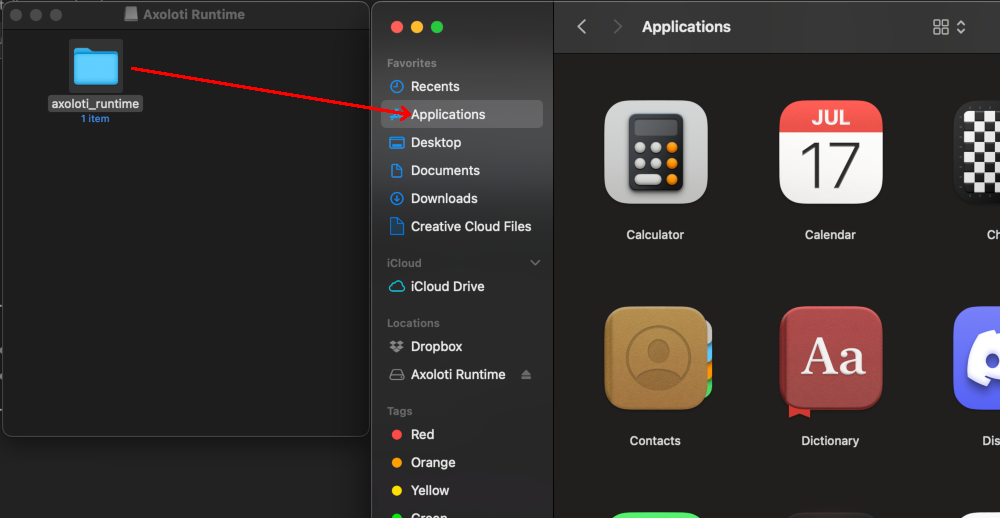 Axoloti Runtime
axoloti_runtime
1 item
Favorites
Recents
Applications
Desktop
Documents
Downloads
Creative Cloud Files
iCloud
iCloud Drive
Locations
Dropbox
Axoloti Runtime
Tags
Red
Orange
Yellow
Green
Applications
JUL
17
Calculator
Calendar
Ch
Aa
Contacts
Dictionary
Dis